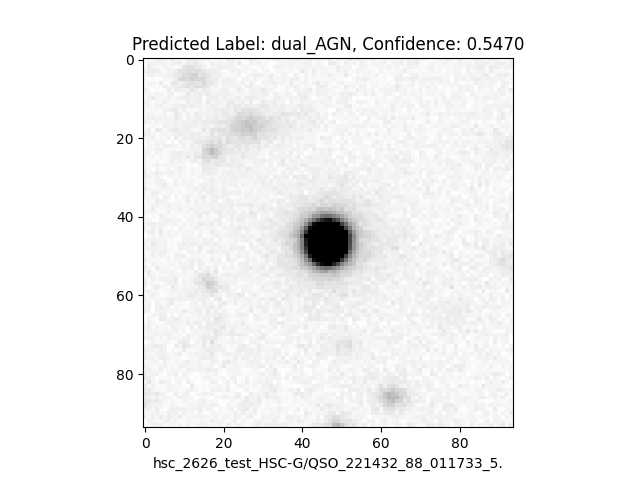 Predicted Label: dual_AGN, Confidence: 0.5470
0
20
40
60
80
0 20 40 60 80
hsc_2626_test_HSC-G/QSO_221432_88_011733_5.